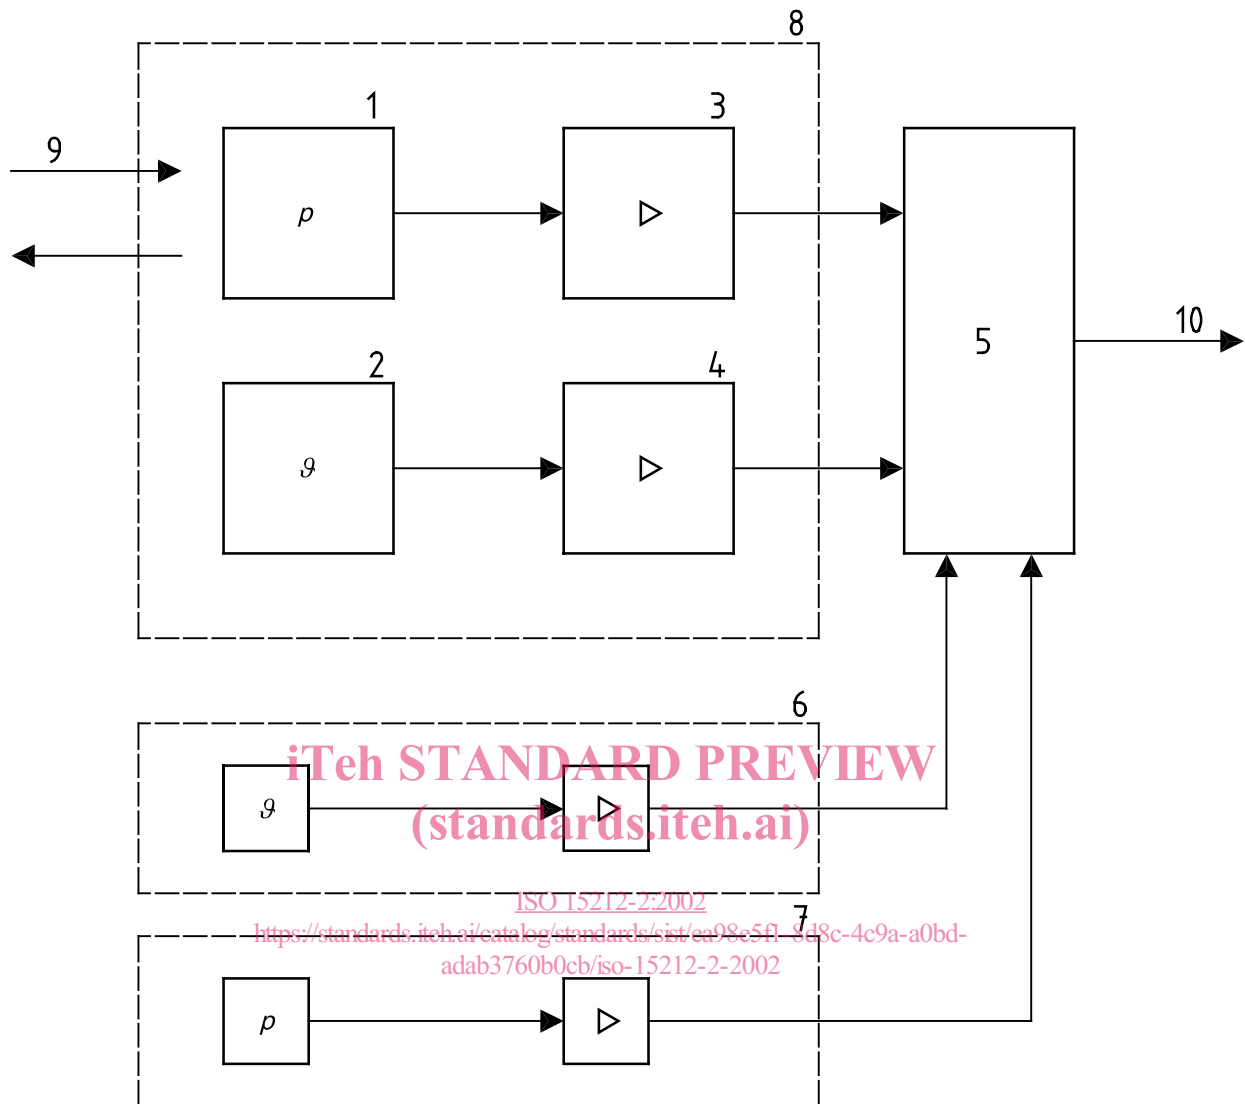 8
1
3
9
p
▷
10
5
2
4
ϑ
▷
6
iTeh STANDARD PREVIEW
ϑ
▷
(standards.iteh.ai)
ISO 15212-2:2002
7
https://standards.iteh.ai/catalog/standards/sist/ea98e5f1-8d8c-4c9a-a0bd-
adab3760b0cb/iso-15212-2-2002
p
▷